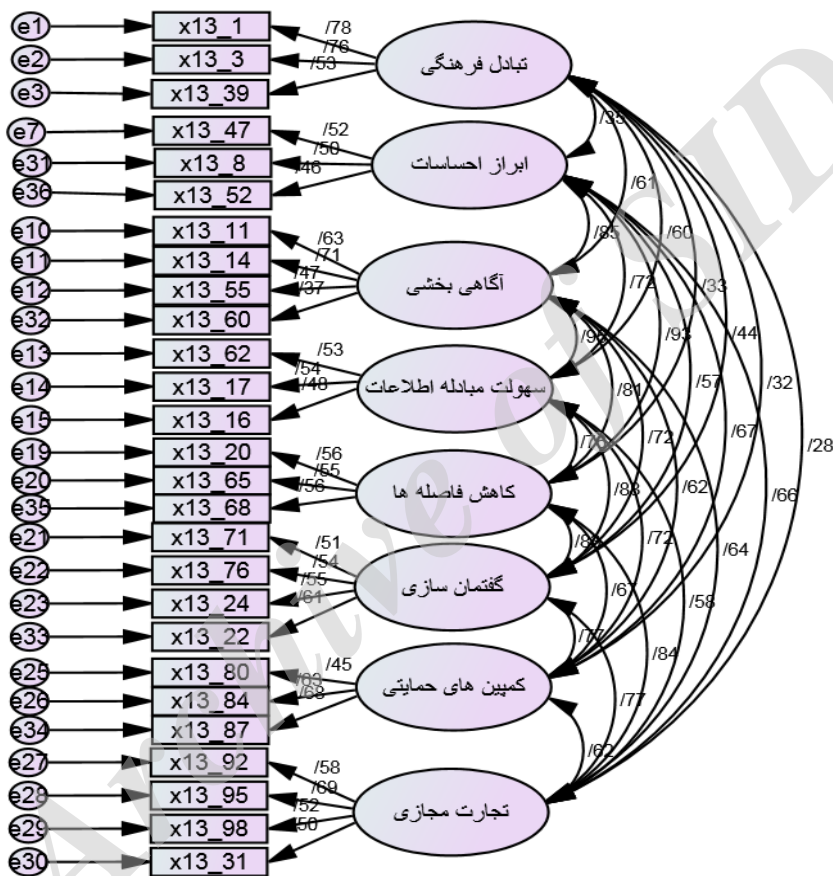 e1 x13_1 /78
e2 x13_3 /76
e3 x13_39 /53
تبادل فرهنگی
e7 x13_47 /52
e31 x13_8 /50
e36 x13_52 /46
ابراز احساسات
e10 x13_11 /63
e11 x13_14 /71
e12 x13_55 /47
e32 x13_60 /37
آگاهی بخشی
e13 x13_62 /53
e14 x13_17 /54
e15 x13_16 /48
سهولت مبادله اطلاعات
e19 x13_20 /56
e20 x13_65 /55
e35 x13_68 /56
کاهش فاصله ها
e21 x13_71 /51
e22 x13_76 /54
e23 x13_24 /55
e33 x13_22 /61
گفتمان سازی
e25 x13_80 /45
e26 x13_84 /63
e34 x13_87 /68
کمپین های حمایتی
e27 x13_92 /58
e28 x13_95 /69
e29 x13_98 /52
e30 x13_31 /50
تجارت مجازی
/35
/61
/85 /60
/72 /33
/93 /44
/57 /32
/81
/67
/28
/72
/62 /66
/72 /64
/67 /58
/77
/84
/77
/62
Archive of SID